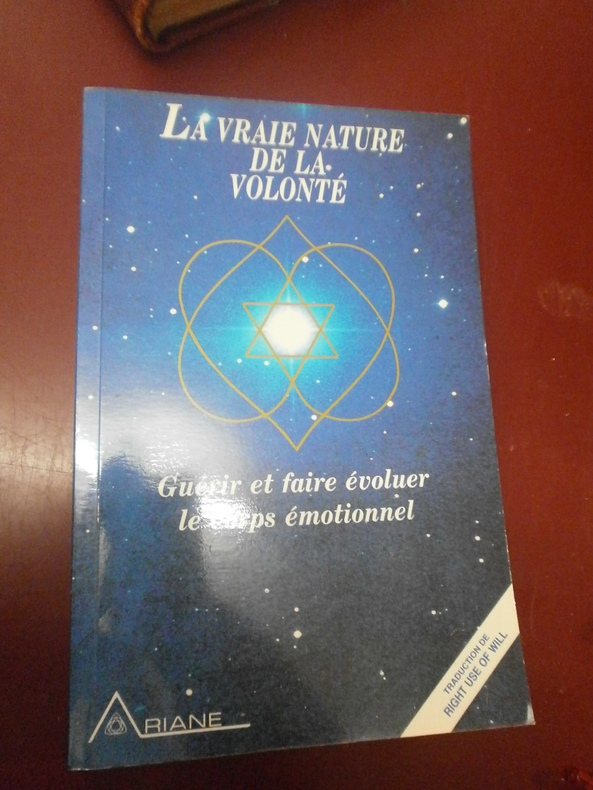 LA VRAIE NATURE
DE LA
VOLONTÉ
Guérir et faire évoluer
le corps émotionnel
TRADUCTION DE
RIGHT USE OF WILL
ARIANE